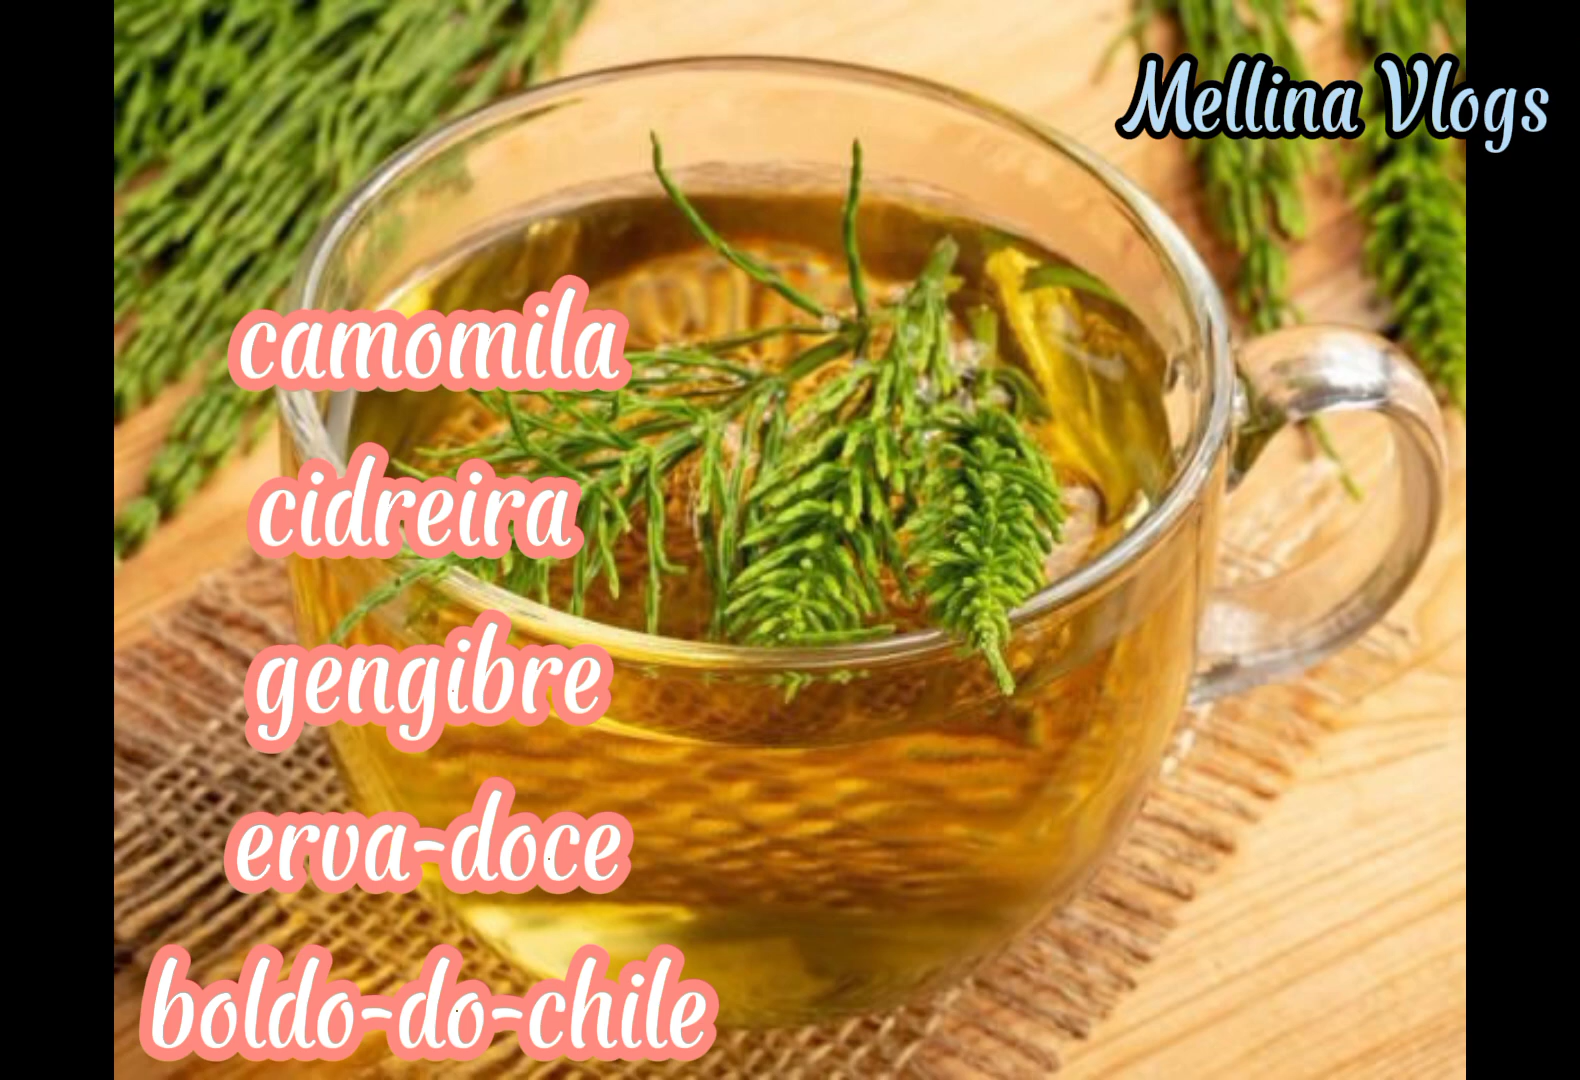 Mellina Vlogs
camomila
cidreira
gengibre
erva-doce
boldo-do-chile